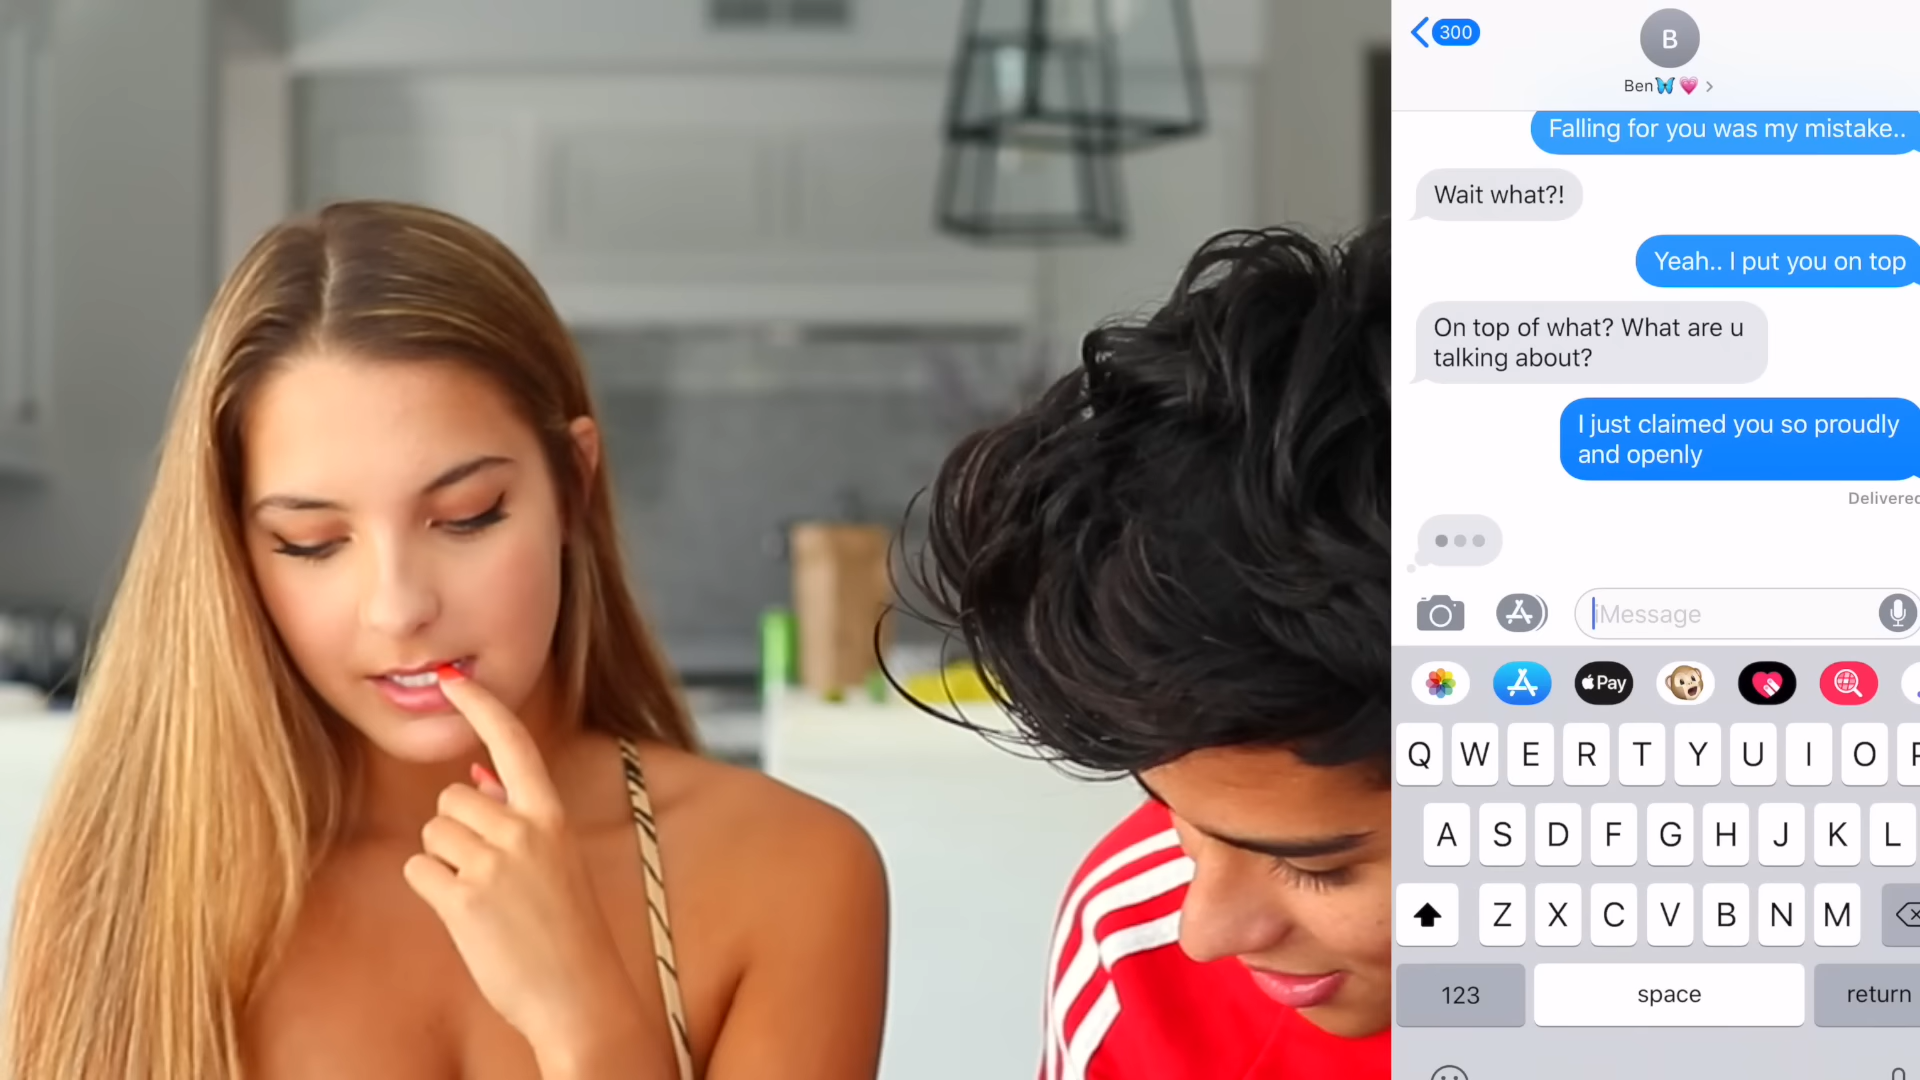 300
B
Ben🦋💗 >
Falling for you was my mistake..
Wait what?!
Yeah.. I put you on top
On top of what? What are u
talking about?
I just claimed you so proudly
and openly
Delivered
iMessage
Pay
Q W E R T Y U I O P
A S D F G H J K L
Z X C V B N M
123 space return